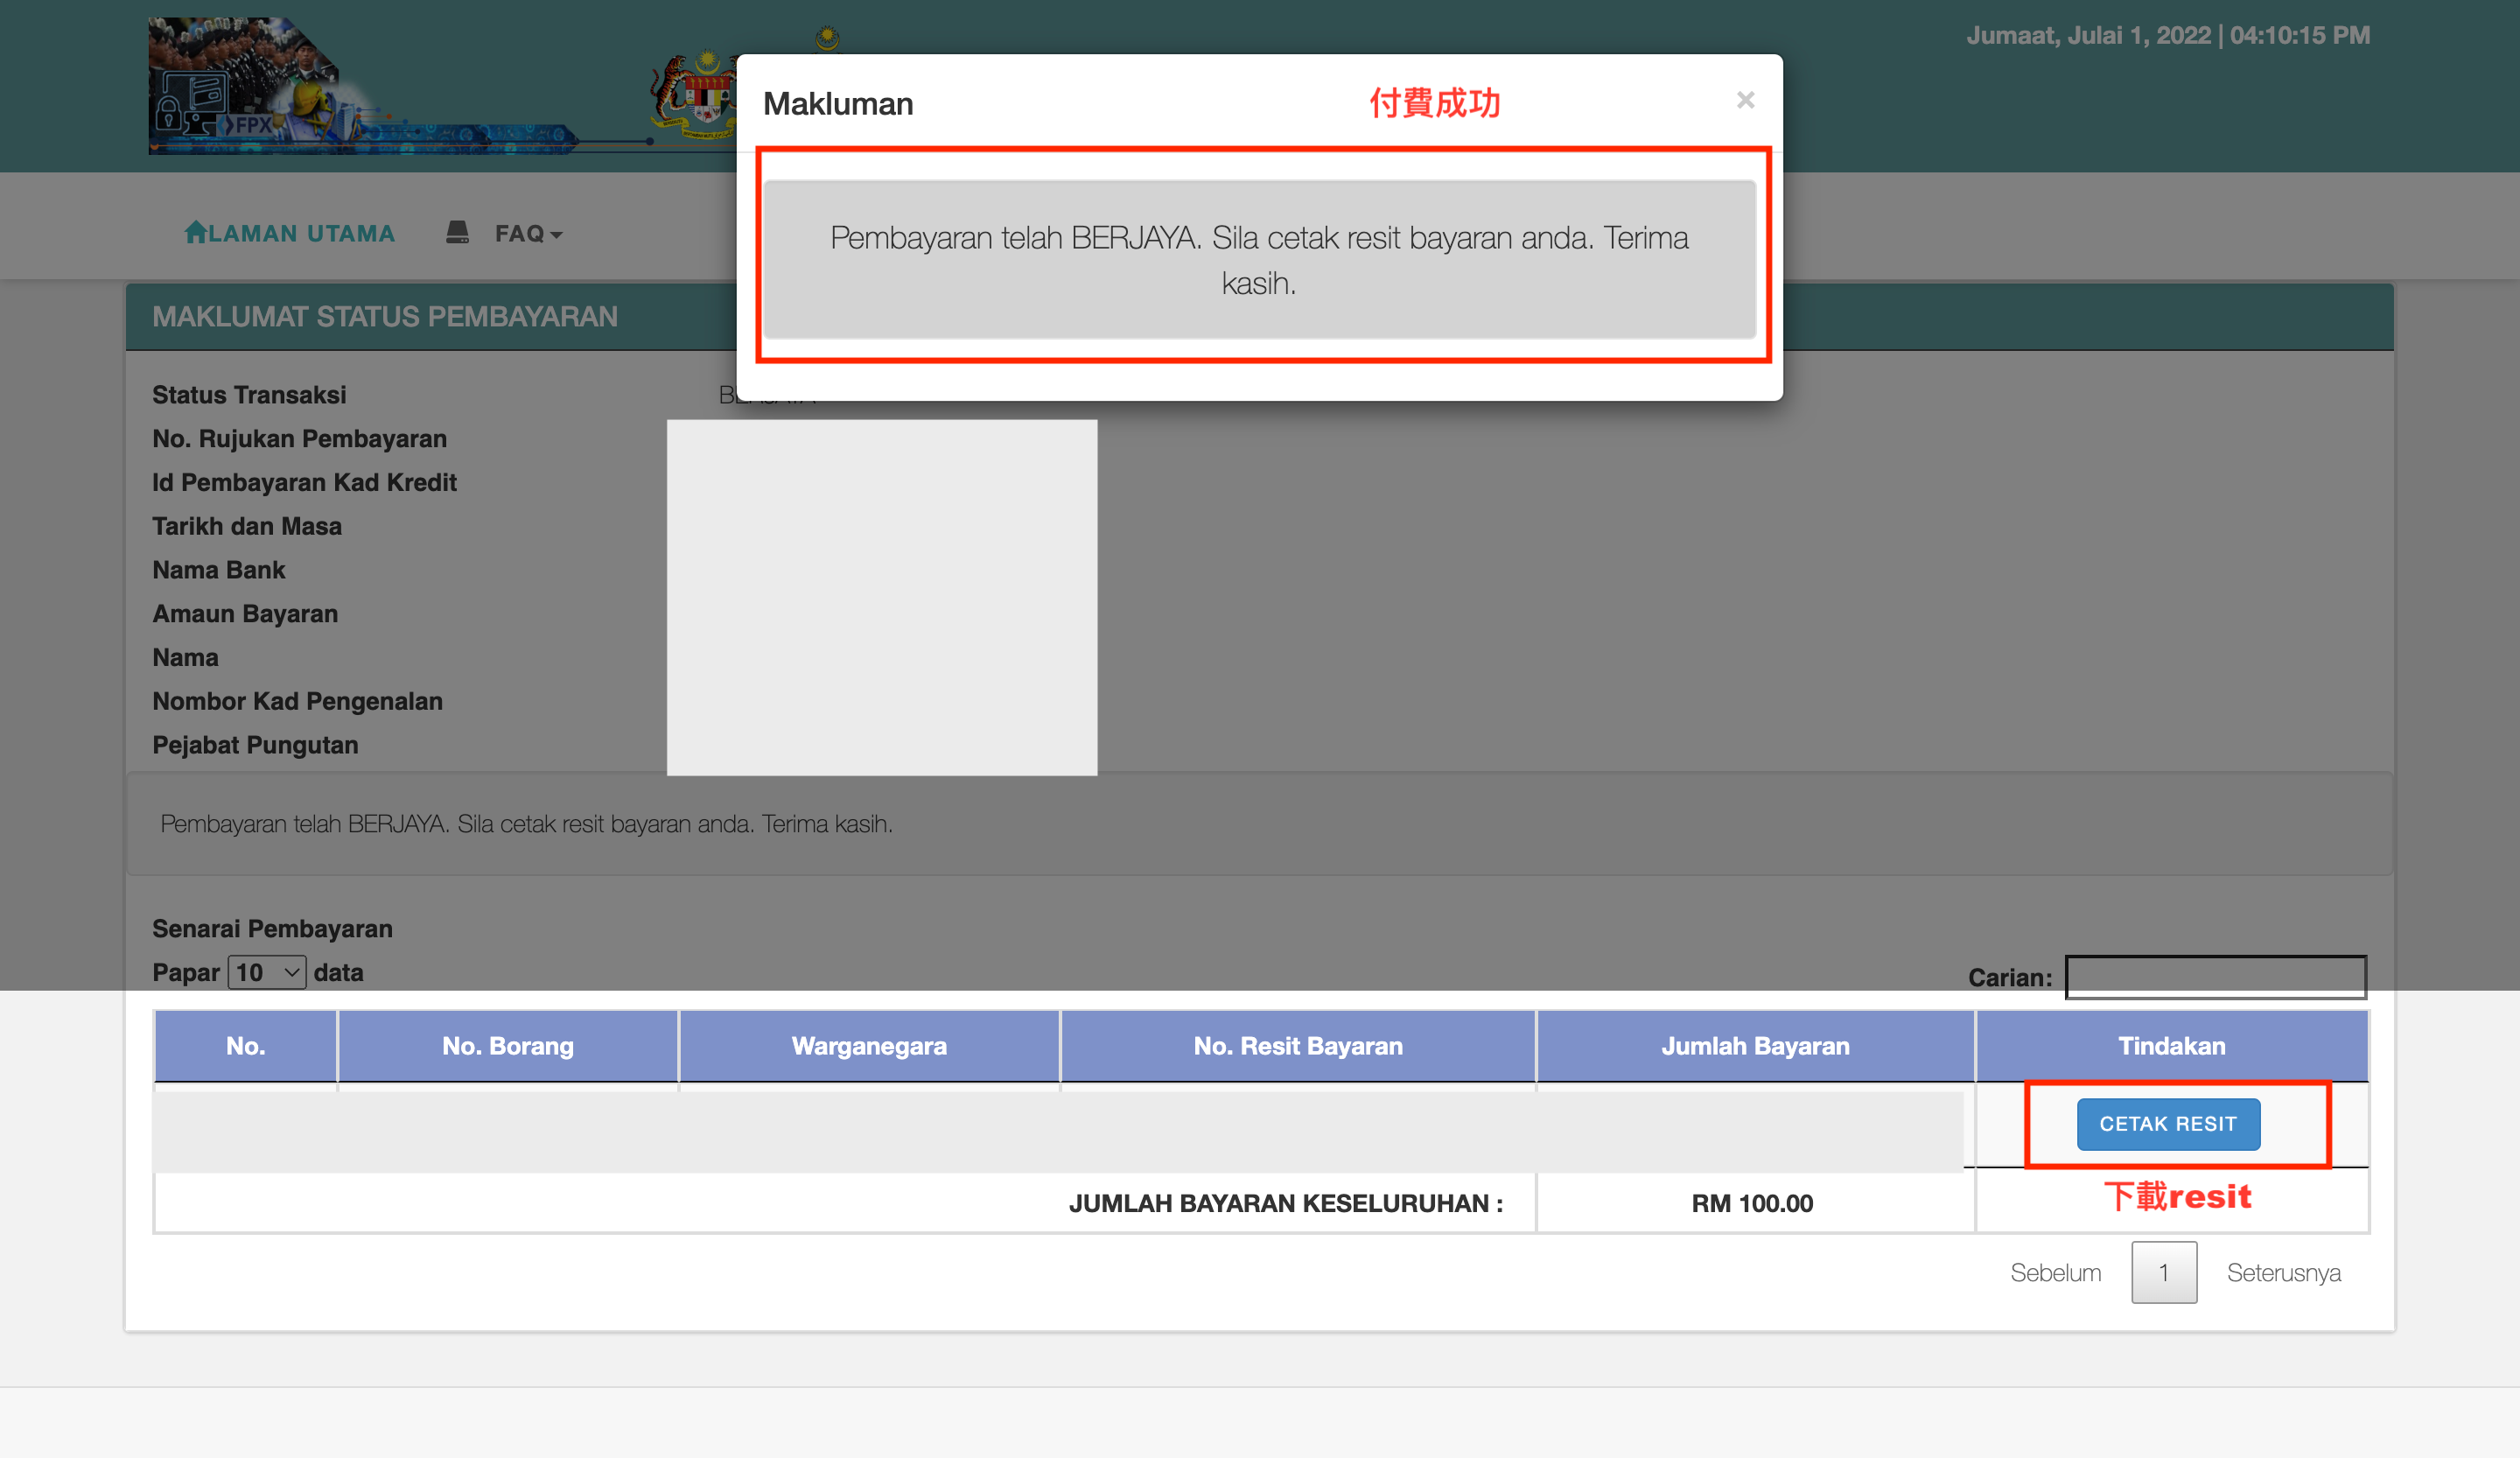 Jumaat, Julai 1, 2022 | 04:10:15 PM
FPX
Makluman
付費成功
×
Pembayaran telah BERJAYA. Sila cetak resit bayaran anda. Terima
kasih.
LAMAN UTAMA
FAQ
MAKLUMAT STATUS PEMBAYARAN
Status Transaksi
No. Rujukan Pembayaran
Id Pembayaran Kad Kredit
Tarikh dan Masa
Nama Bank
Amaun Bayaran
Nama
Nombor Kad Pengenalan
Pejabat Pungutan
Pembayaran telah BERJAYA. Sila cetak resit bayaran anda. Terima kasih.
Senarai Pembayaran
Papar 10 data
Carian:
No. No. Borang Warganegara No. Resit Bayaran Jumlah Bayaran Tindakan
CETAK RESIT
JUMLAH BAYARAN KESELURUHAN : RM 100.00
下載resit
Sebelum 1 Seterusnya